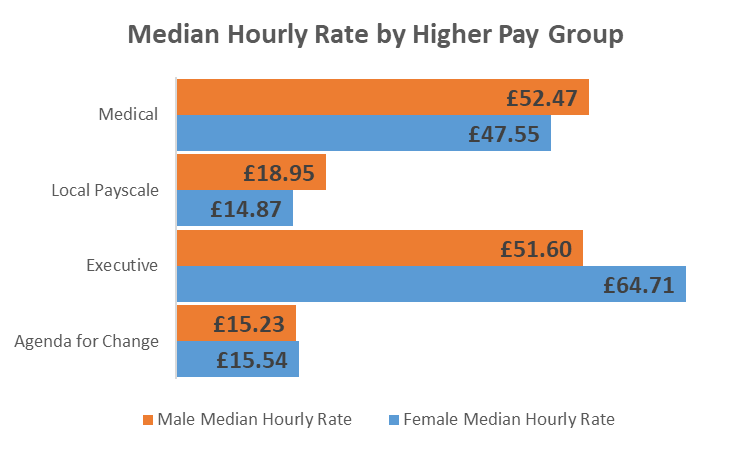 Median Hourly Rate by Higher Pay Group
Medical
£52.47
£47.55
Local Payscale
£18.95
£14.87
Executive
£51.60
£64.71
Agenda for Change
£15.23
£15.54
Male Median Hourly Rate
Female Median Hourly Rate